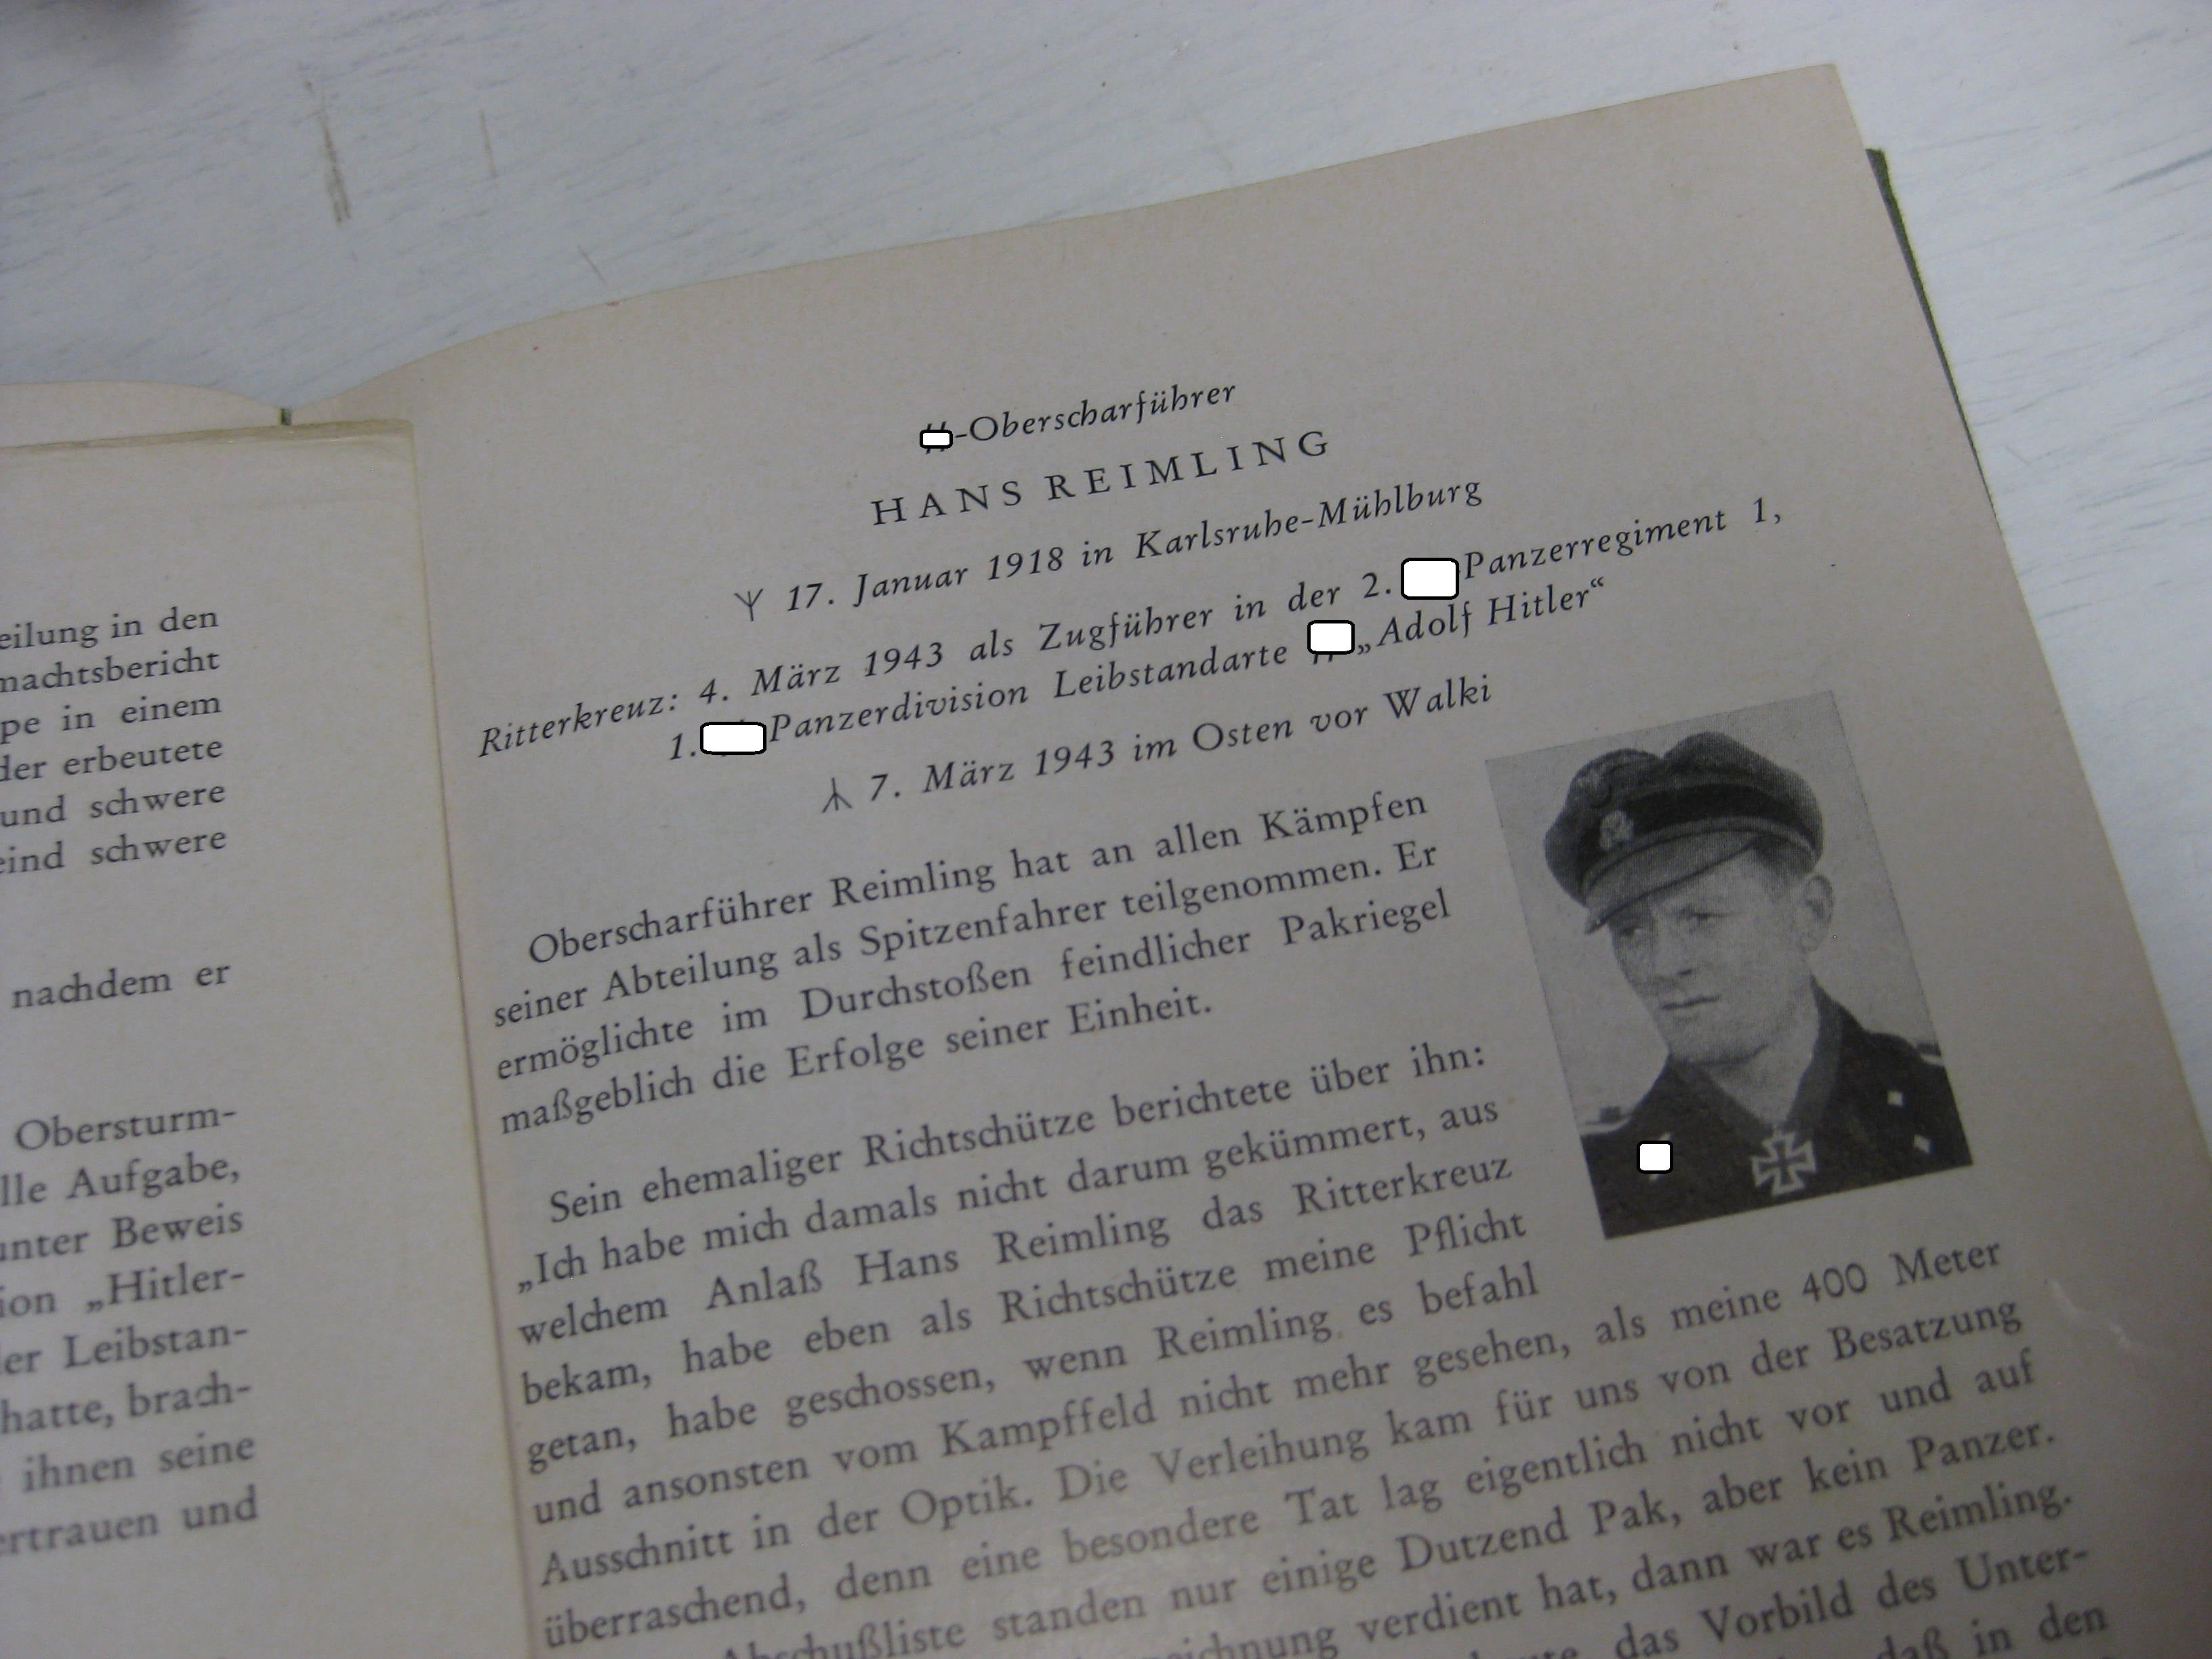 eilung in den
machtsbericht
pe in einem
der erbeutete
und schwere
eind schwere
nachdem er
Obersturm-
lle Aufgabe,
unter Beweis
ion „Hitler-
er Leibstan-
hatte, brach-
ihnen seine
ertrauen und
-Oberscharführer
HANS REIMLING
17. Januar 1918 in Karlsruhe-Mühlburg
Ritterkreuz: 4. März 1943 als Zugführer in der 2. Panzerregiment 1,
1. Panzerdivision Leibstandarte „Adolf Hitler“
7. März 1943 im Osten vor Walki
Oberscharführer Reimling hat an allen Kämpfen
seiner Abteilung als Spitzenfahrer teilgenommen. Er
ermöglichte im Durchstoßen feindlicher Pakriegel
maßgeblich die Erfolge seiner Einheit.
Sein ehemaliger Richtschütze berichtete über ihn:
„Ich habe mich damals nicht darum gekümmert, aus
welchem Anlaß Hans Reimling das Ritterkreuz
bekam, habe eben als Richtschütze meine Pflicht
getan, habe geschossen, wenn Reimling es befahl
und ansonsten vom Kampffeld nicht mehr gesehen, als meine 400 Meter
Ausschnitt in der Optik. Die Verleihung kam für uns von der Besatzung
überraschend, denn eine besondere Tat lag eigentlich nicht vor und auf
Abschußliste standen nur einige Dutzend Pak, aber kein Panzer.
verdient hat, dann war es Reimling.
das Vorbild des Unter-
daß in den